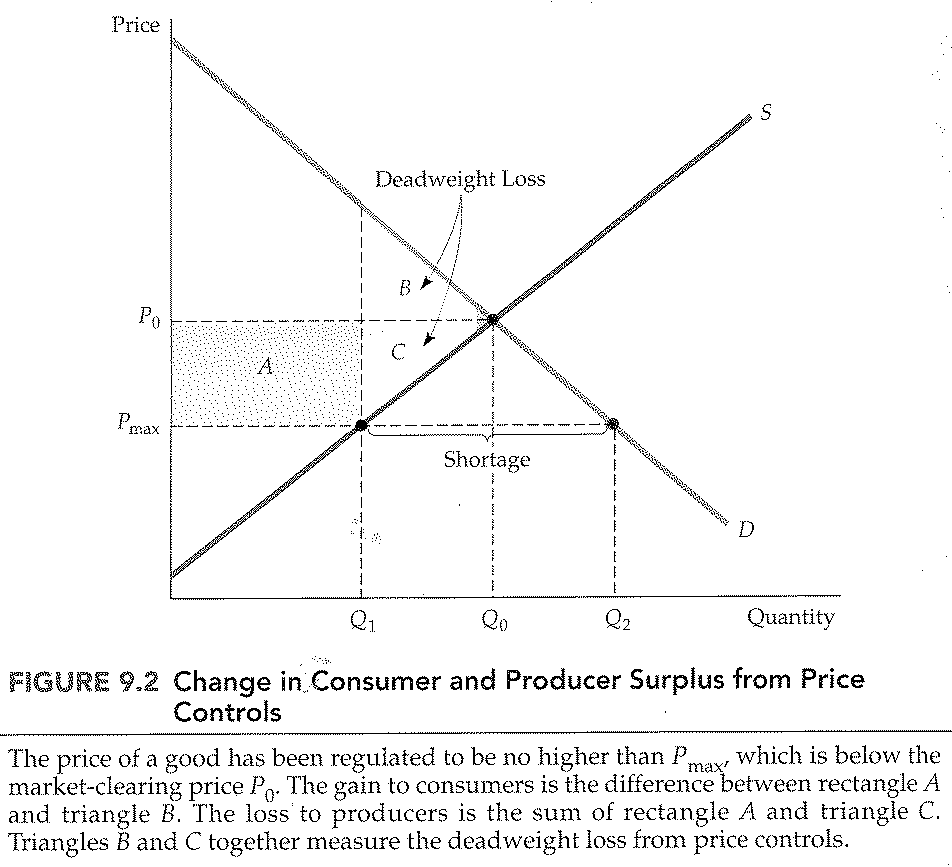 Price
S
Deadweight Loss
B
P0
C
A
Pmax
Shortage
D
Q1
Q0
Q2
Quantity
FIGURE 9.2 Change in Consumer and Producer Surplus from Price
Controls
The price of a good has been regulated to be no higher than Pmax, which is below the
market-clearing price P0. The gain to consumers is the difference between rectangle A
and triangle B. The loss to producers is the sum of rectangle A and triangle C.
Triangles B and C together measure the deadweight loss from price controls.